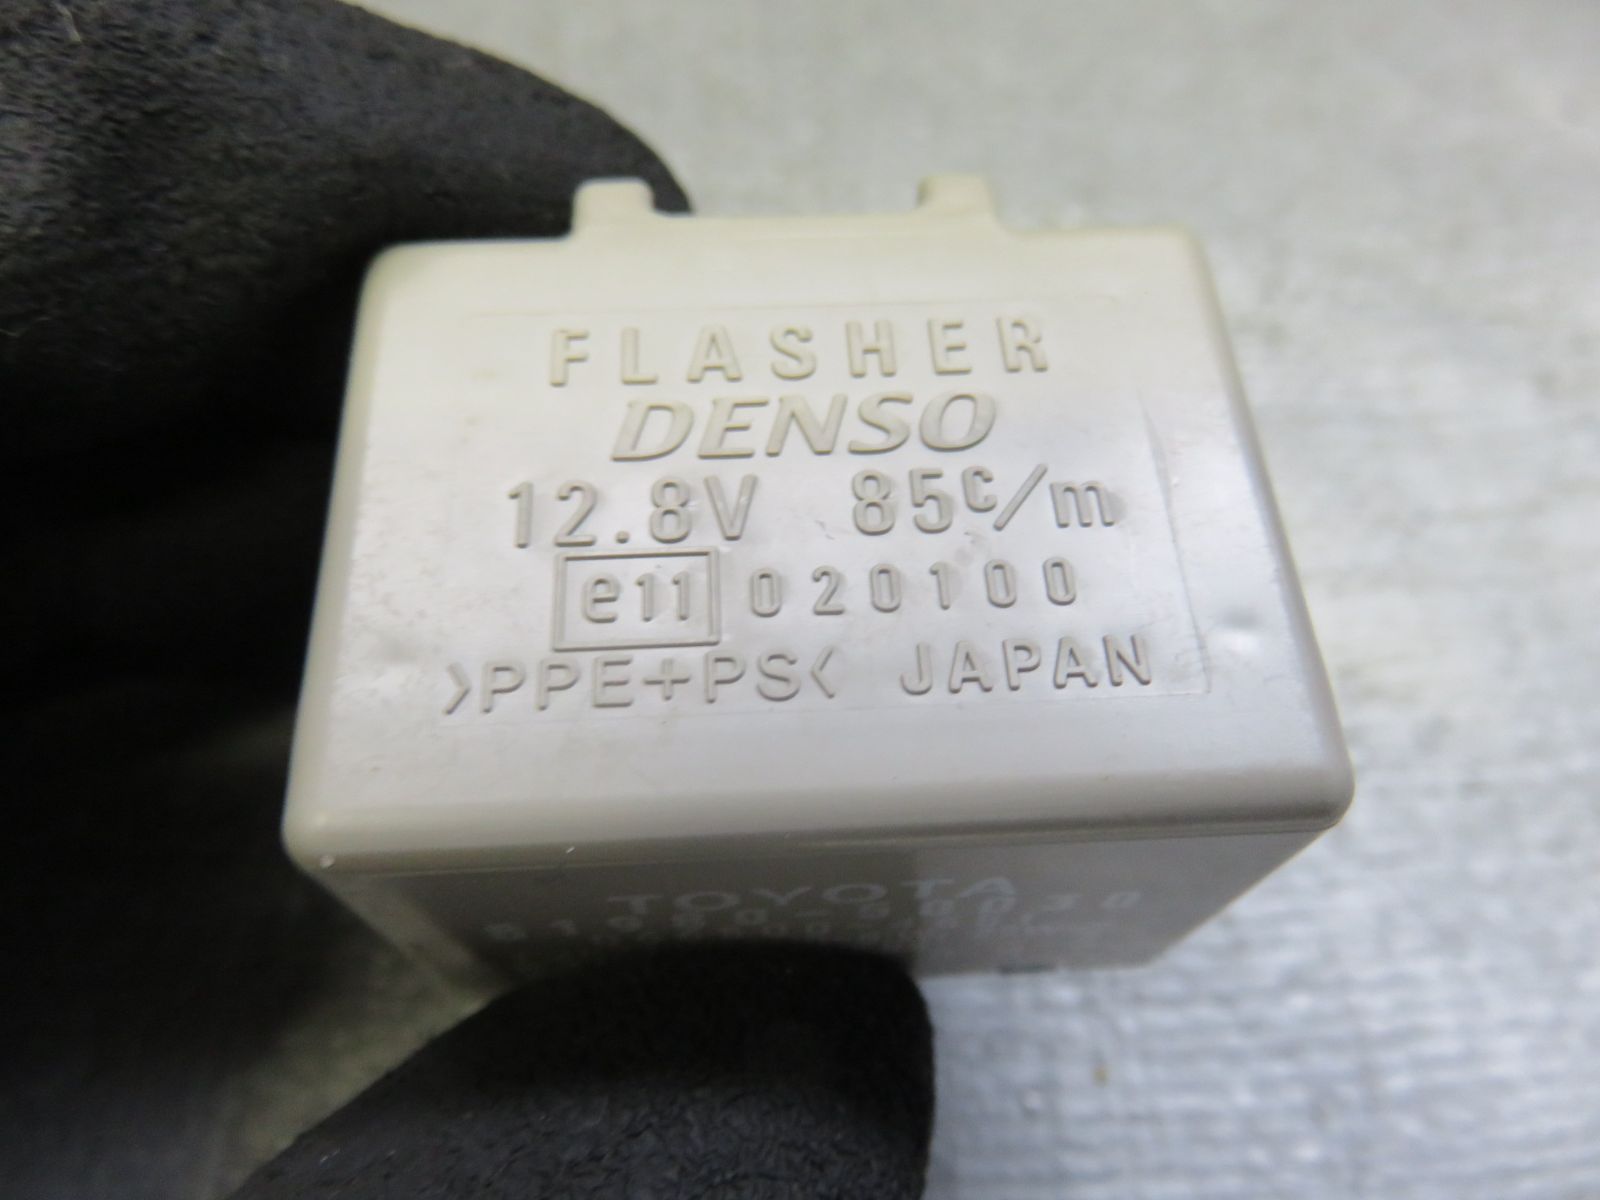 FLASHER
DENSO
12.8V 85c/m
e11 020100
>PPE+PS< JAPAN
TOYOTA